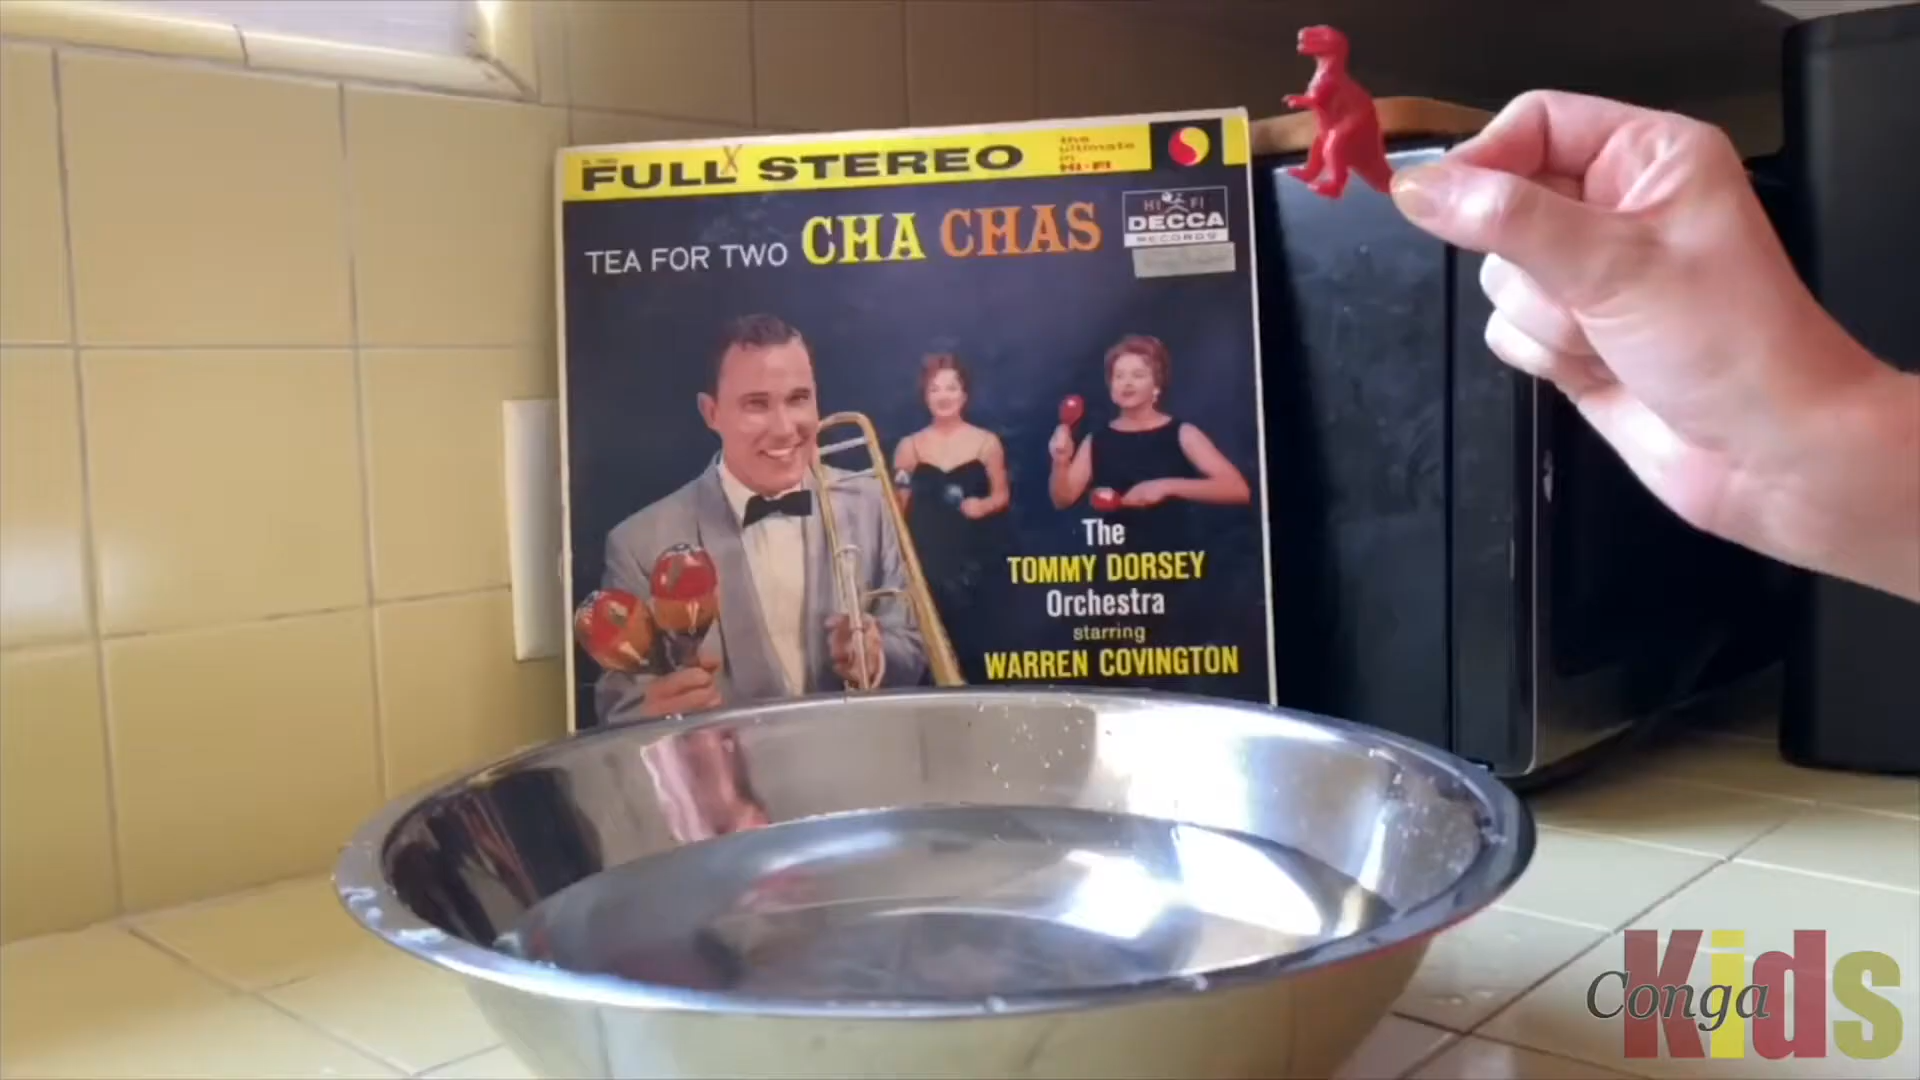 FULL STEREO
the
ultimate
in
HI-FI
TEA FOR TWO CHA CHAS
HI FI
DECCA
RECORDS
The
TOMMY DORSEY
Orchestra
starring
WARREN COVINGTON
Conga Kids